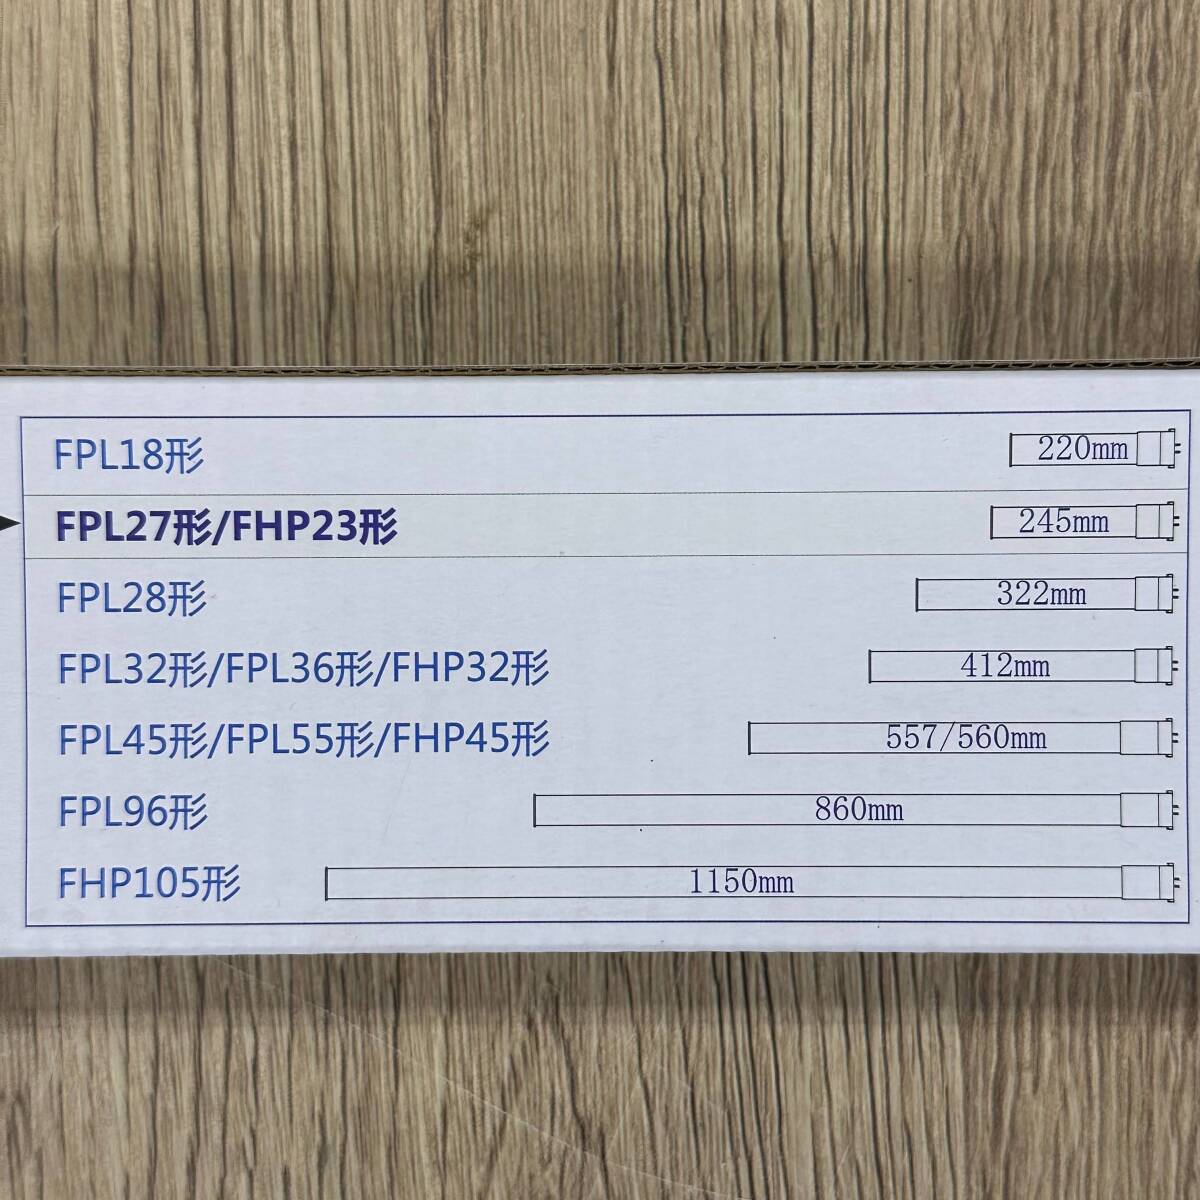 FPL18形 220mm
FPL27形/FHP23形 245mm
FPL28形 322mm
FPL32形/FPL36形/FHP32形 412mm
FPL45形/FPL55形/FHP45形 557/560mm
FPL96形 860mm
FHP105形 1150mm